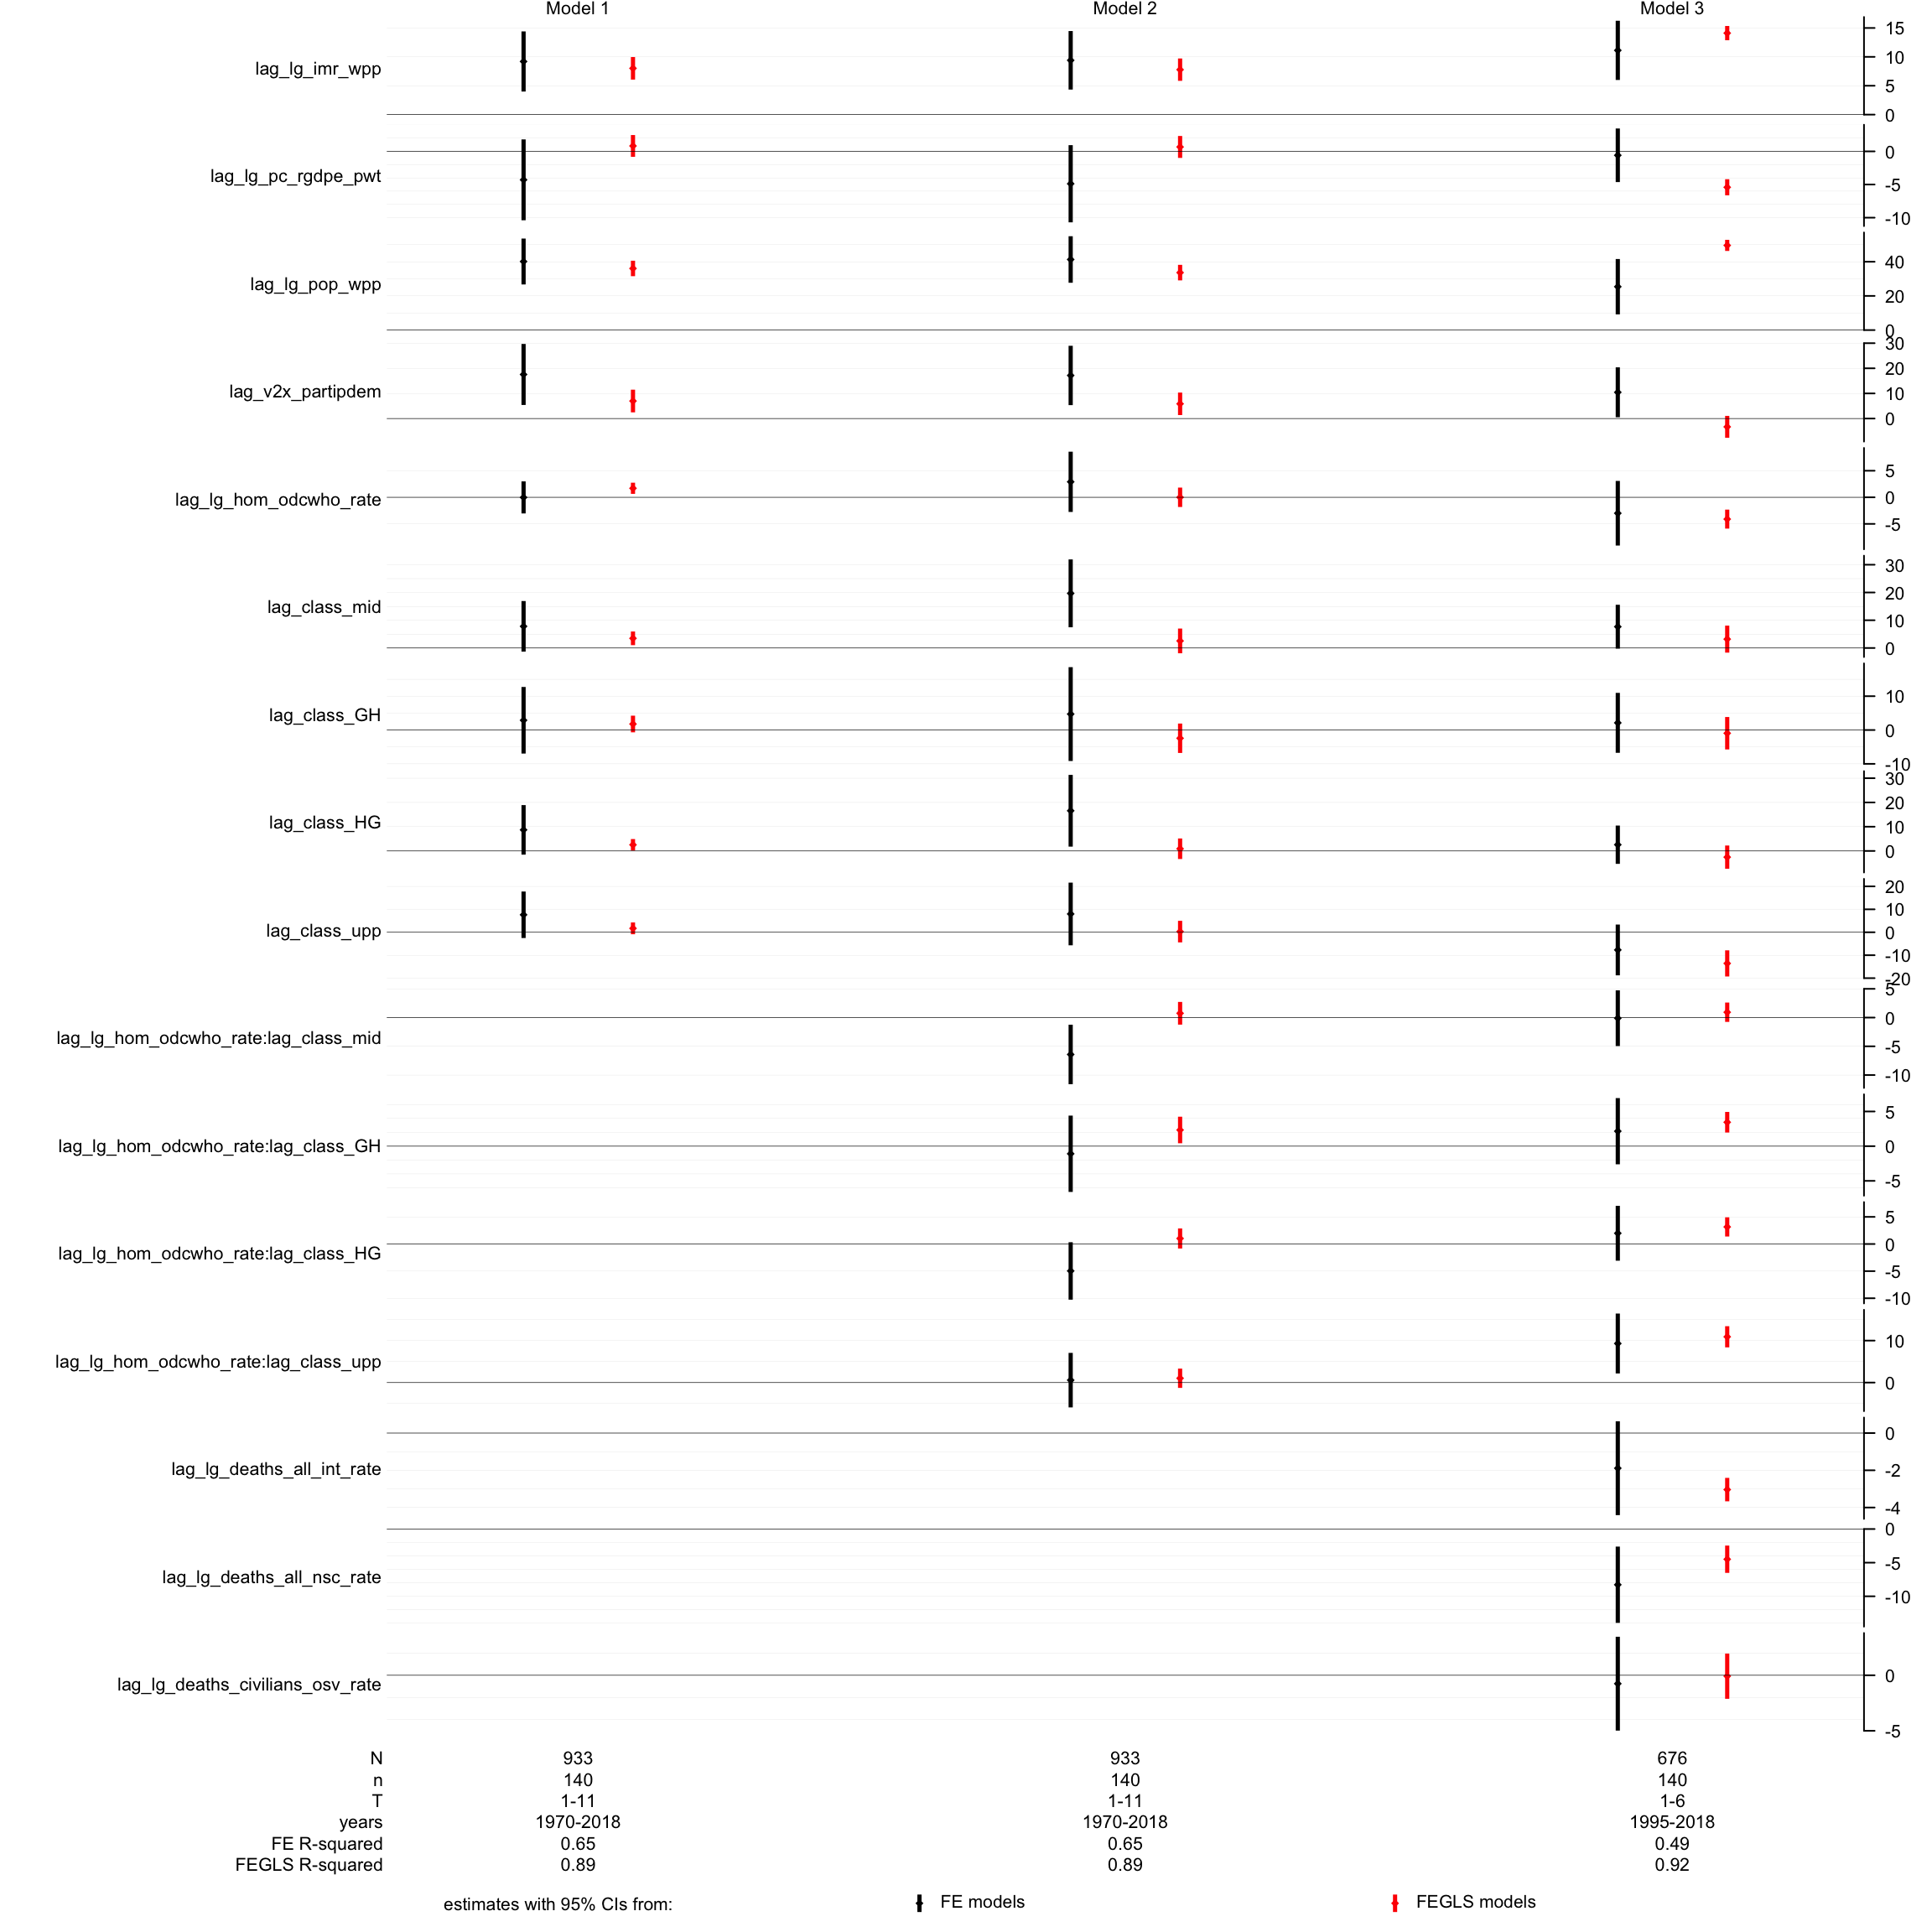 Model 1 Model 2 Model 3
lag_lg_imr_wpp 15 10 5 0
lag_lg_pc_rgdpe_pwt 0 -5 -10
lag_lg_pop_wpp 40 20 0
lag_v2x_partipdem 30 20 10 0
lag_lg_hom_odcwho_rate 5 0 -5
lag_class_mid 30 20 10 0
lag_class_GH 10 0 -10
lag_class_HG 30 20 10 0
lag_class_upp 20 10 0 -10 -20
lag_lg_hom_odcwho_rate:lag_class_mid 5 0 -5 -10
lag_lg_hom_odcwho_rate:lag_class_GH 5 0 -5
lag_lg_hom_odcwho_rate:lag_class_HG 5 0 -5 -10
lag_lg_hom_odcwho_rate:lag_class_upp 10 0
lag_lg_deaths_all_int_rate 0 -2 -4
lag_lg_deaths_all_nsc_rate 0 -5 -10
lag_lg_deaths_civilians_osv_rate 0 -5
N 933 933 676
n 140 140 140
T 1-11 1-11 1-6
years 1970-2018 1970-2018 1995-2018
FE R-squared 0.65 0.65 0.49
FEGLS R-squared 0.89 0.89 0.92
estimates with 95% CIs from: FE models FEGLS models